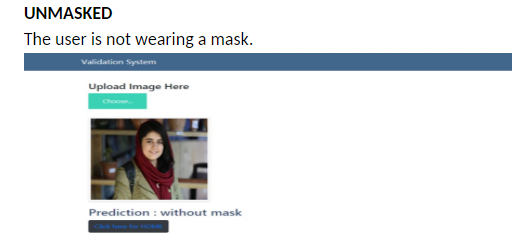 UNMASKED
The user is not wearing a mask.
Validation System
Upload Image Here
Choose...
Prediction : without mask
Click here for HOME